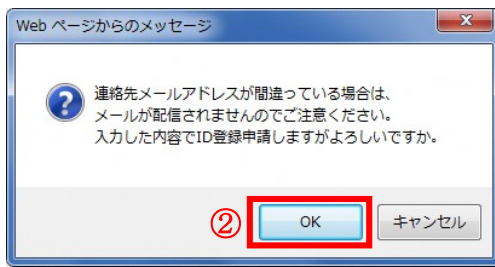 Web ページからのメッセージ
連絡先メールアドレスが間違っている場合は、
メールが配信されませんのでご注意ください。
入力した内容でID登録申請しますがよろしいですか。
② OK キャンセル